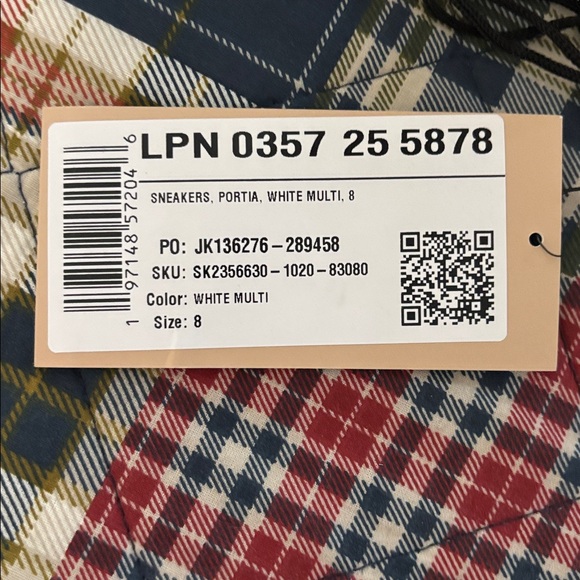 LPN 0357 25 5878
SNEAKERS, PORTIA, WHITE MULTI, 8
PO: JK136276-289458
SKU: SK2356630-1020-83080
Color: WHITE MULTI
Size: 8
1 97148 57204 6